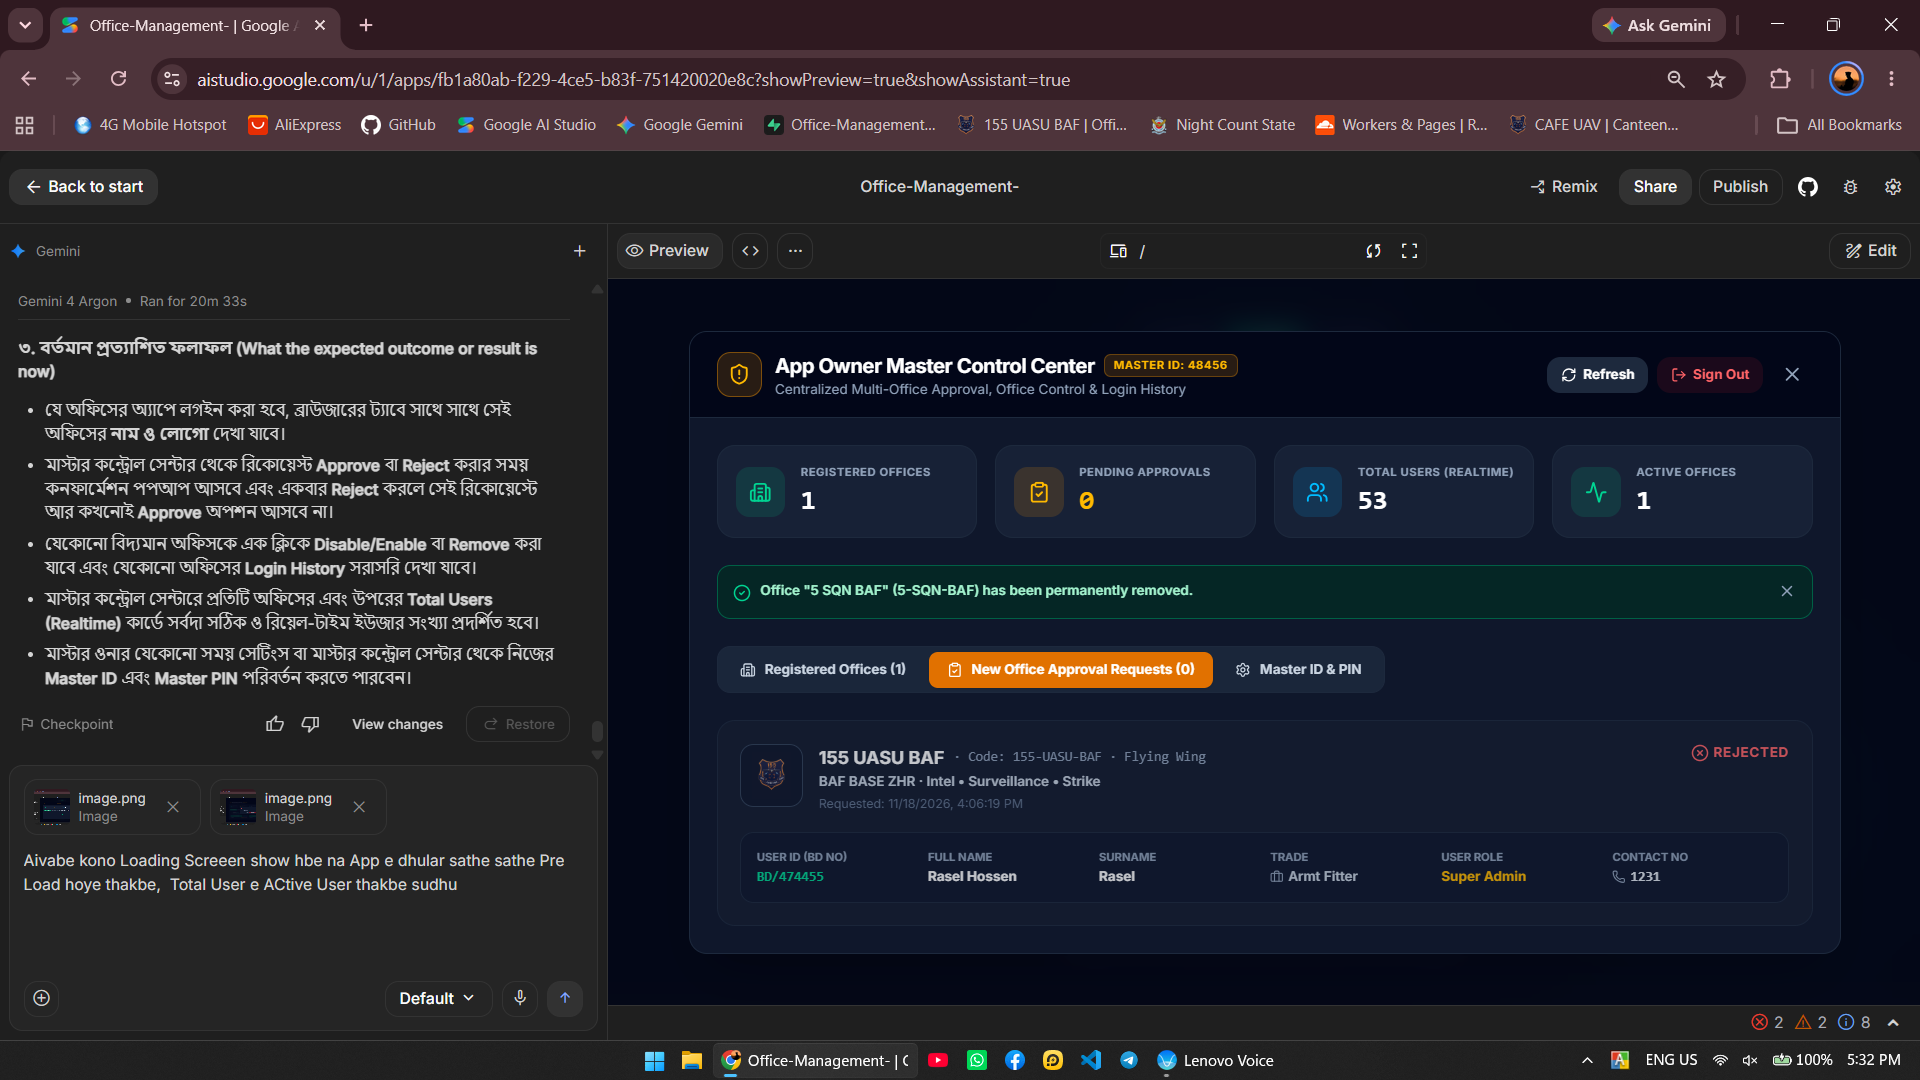 Office-Management- | Google A
Ask Gemini
aistudio.google.com/u/1/apps/fb1a80ab-f229-4ce5-b83f-751420020e8c?showPreview=true&showAssistant=true
4G Mobile Hotspot
AliExpress
GitHub
Google AI Studio
Google Gemini
Office-Management...
155 UASU BAF | Offi...
Night Count State
Workers & Pages | R...
CAFE UAV | Canteen...
All Bookmarks
Back to start
Office-Management-
Remix
Share
Publish
Gemini
Preview
/
Edit
Gemini 4 Argon • Ran for 20m 33s
৩. বর্তমান প্রত্যাশিত ফলাফল (What the expected outcome or result is
now)
• যে অফিসের অ্যাপে লগইন করা হবে, ব্রাউজারের ট্যাবে সাথে সাথে সেই
অফিসের নাম ও লোগো দেখা যাবে।
• মাস্টার কন্ট্রোল সেন্টার থেকে রিকোয়েস্ট Approve বা Reject করার সময়
কনফার্মেশন পপআপ আসবে এবং একবার Reject করলে সেই রিকোয়েস্টে
আর কখনোই Approve অপশন আসবে না।
• যেকোনো বিদ্যমান অফিসকে এক ক্লিকে Disable/Enable বা Remove করা
যাবে এবং যেকোনো অফিসের Login History সরাসরি দেখা যাবে।
• মাস্টার কন্ট্রোল সেন্টারে প্রতিটি অফিসের এবং উপরের Total Users
(Realtime) কার্ডে সর্বদা সঠিক ও রিয়েল-টাইম ইউজার সংখ্যা প্রদর্শিত হবে।
• মাস্টার ওনার যেকোনো সময় সেটিংস বা মাস্টার কন্ট্রোল সেন্টার থেকে নিজের
Master ID এবং Master PIN পরিবর্তন করতে পারবেন।
Checkpoint
View changes
Restore
image.png
Image
image.png
Image
Aivabe kono Loading Screeen show hbe na App e dhular sathe sathe Pre
Load hoye thakbe, Total User e ACtive User thakbe sudhu
Default
App Owner Master Control Center
MASTER ID: 48456
Centralized Multi-Office Approval, Office Control & Login History
Refresh
Sign Out
REGISTERED OFFICES
1
PENDING APPROVALS
0
TOTAL USERS (REALTIME)
53
ACTIVE OFFICES
1
Office "5 SQN BAF" (5-SQN-BAF) has been permanently removed.
Registered Offices (1)
New Office Approval Requests (0)
Master ID & PIN
155 UASU BAF · Code: 155-UASU-BAF · Flying Wing
REJECTED
BAF BASE ZHR · Intel • Surveillance • Strike
Requested: 11/18/2026, 4:06:19 PM
USER ID (BD NO)
BD/474455
FULL NAME
Rasel Hossen
SURNAME
Rasel
TRADE
Armt Fitter
USER ROLE
Super Admin
CONTACT NO
1231
2
2
8
Office-Management- | G
Lenovo Voice
ENG US
100%
5:32 PM